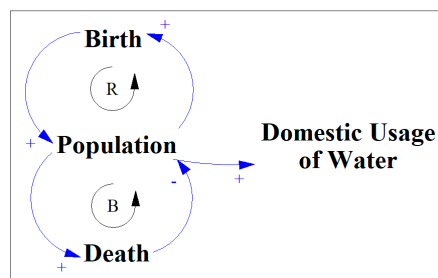 Birth
+
R
+
Population
Domestic Usage
of Water
+
-
B
Death
+